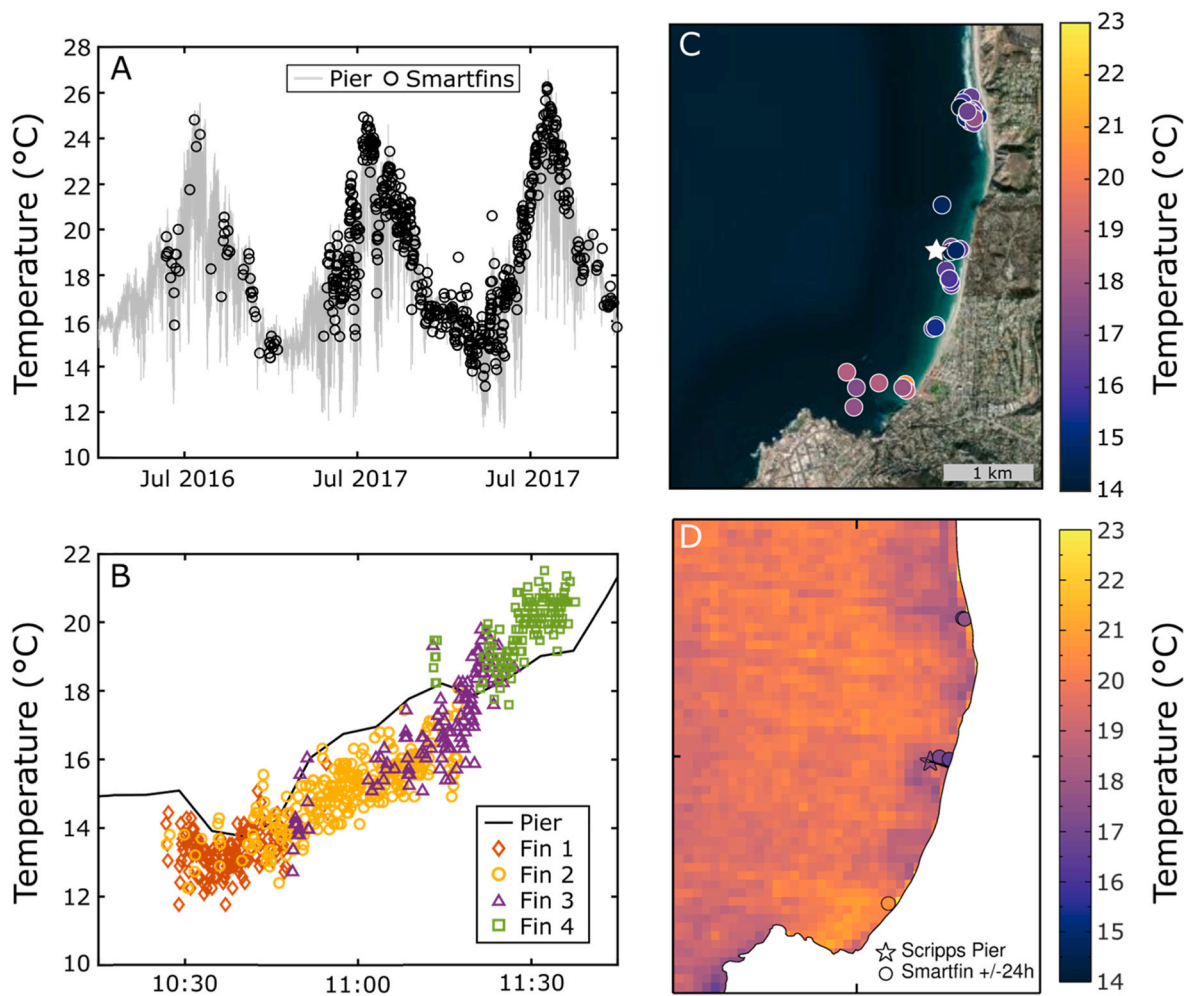 A
Temperature (°C)
28
26
24
22
20
18
16
14
12
10
Pier Smartfins
Jul 2016 Jul 2017 Jul 2017
C
1 km
23
22
21
20
19
18
17
16
15
14
Temperature (°C)
B
Temperature (°C)
22
20
18
16
14
12
10
Pier
Fin 1
Fin 2
Fin 3
Fin 4
10:30 11:00 11:30
D
Scripps Pier
Smartfin +/-24h
23
22
21
20
19
18
17
16
15
14
Temperature (°C)